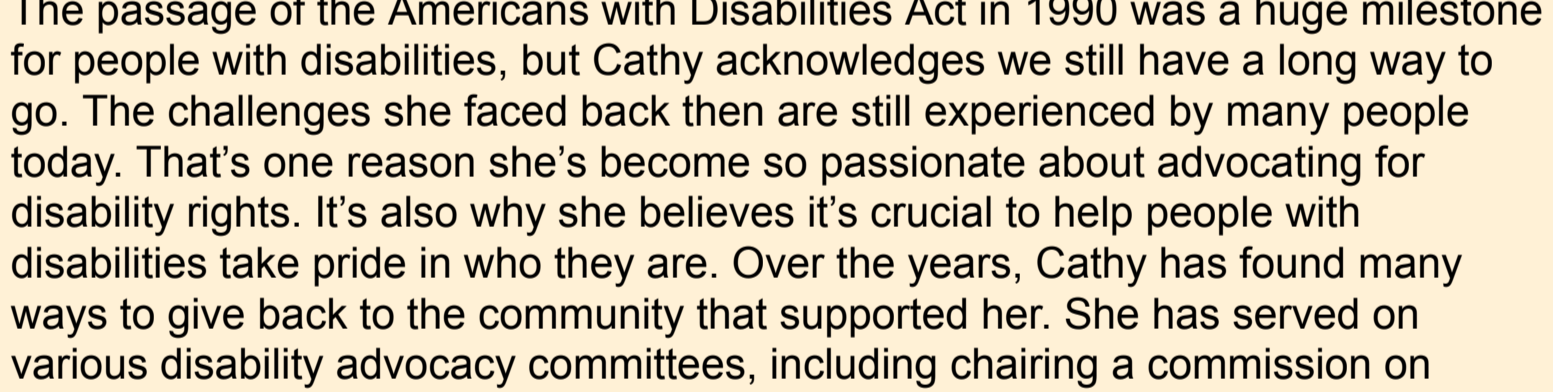 The passage of the Americans with Disabilities Act in 1990 was a huge milestone
for people with disabilities, but Cathy acknowledges we still have a long way to
go. The challenges she faced back then are still experienced by many people
today. That’s one reason she’s become so passionate about advocating for
disability rights. It’s also why she believes it’s crucial to help people with
disabilities take pride in who they are. Over the years, Cathy has found many
ways to give back to the community that supported her. She has served on
various disability advocacy committees, including chairing a commission on